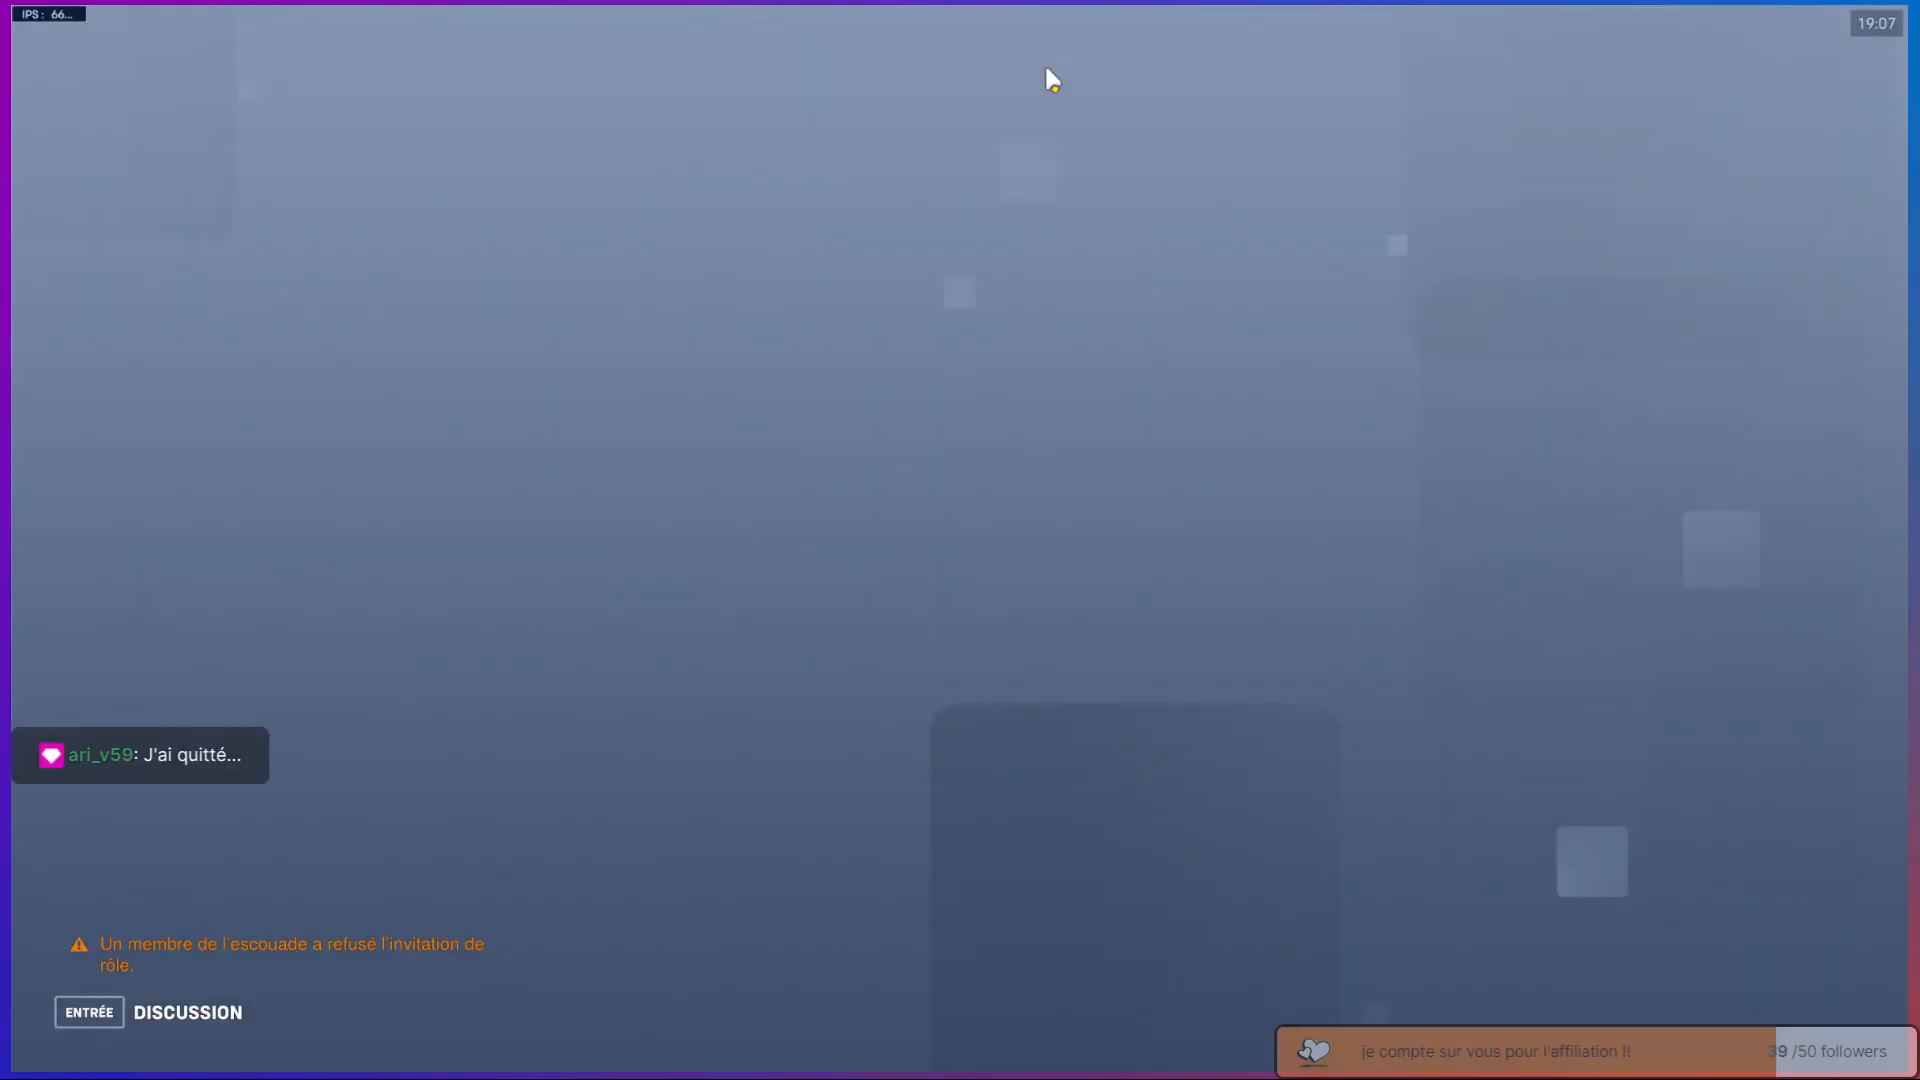 IPS : 66...
19:07
ari_v59: J'ai quitté...
Un membre de l'escouade a refusé l'invitation de
rôle.
ENTRÉE DISCUSSION
je compte sur vous pour l'affiliation !! 39 /50 followers